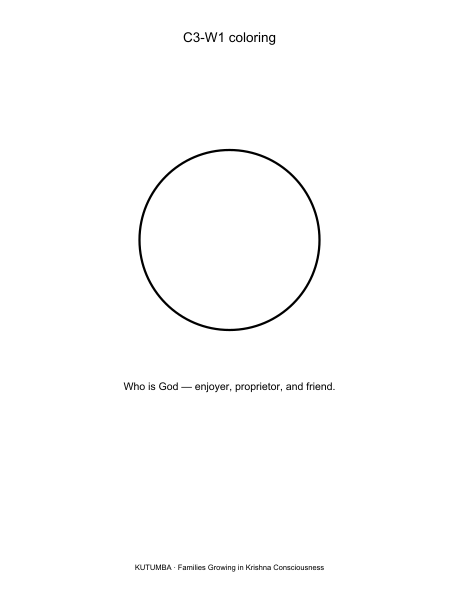 C3-W1 coloring
Who is God — enjoyer, proprietor, and friend.
KUTUMBA · Families Growing in Krishna Consciousness